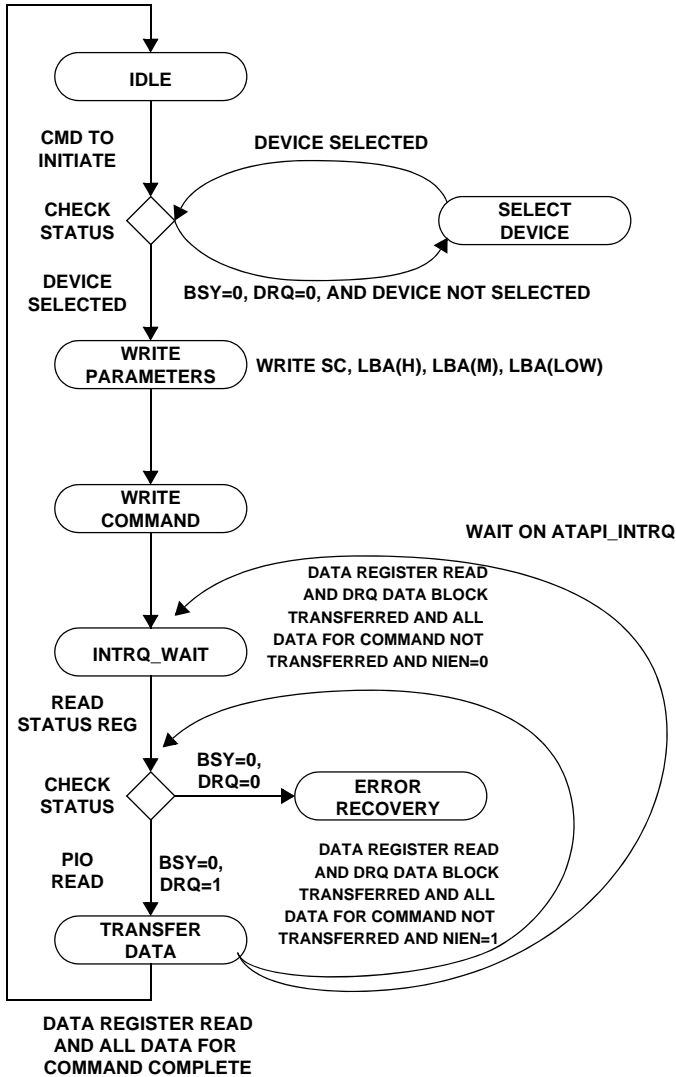 IDLE
CMD TO
INITIATE
DEVICE SELECTED
CHECK
STATUS
SELECT
DEVICE
DEVICE
SELECTED
BSY=0, DRQ=0, AND DEVICE NOT SELECTED
WRITE
PARAMETERS
WRITE SC, LBA(H), LBA(M), LBA(LOW)
WRITE
COMMAND
WAIT ON ATAPI_INTRQ
DATA REGISTER READ
AND DRQ DATA BLOCK
TRANSFERRED AND ALL
DATA FOR COMMAND NOT
TRANSFERRED AND NIEN=0
INTRQ_WAIT
READ
STATUS REG
CHECK
STATUS
BSY=0,
DRQ=0
ERROR
RECOVERY
PIO
READ
BSY=0,
DRQ=1
DATA REGISTER READ
AND DRQ DATA BLOCK
TRANSFERRED AND ALL
DATA FOR COMMAND NOT
TRANSFERRED AND NIEN=1
TRANSFER
DATA
DATA REGISTER READ
AND ALL DATA FOR
COMMAND COMPLETE